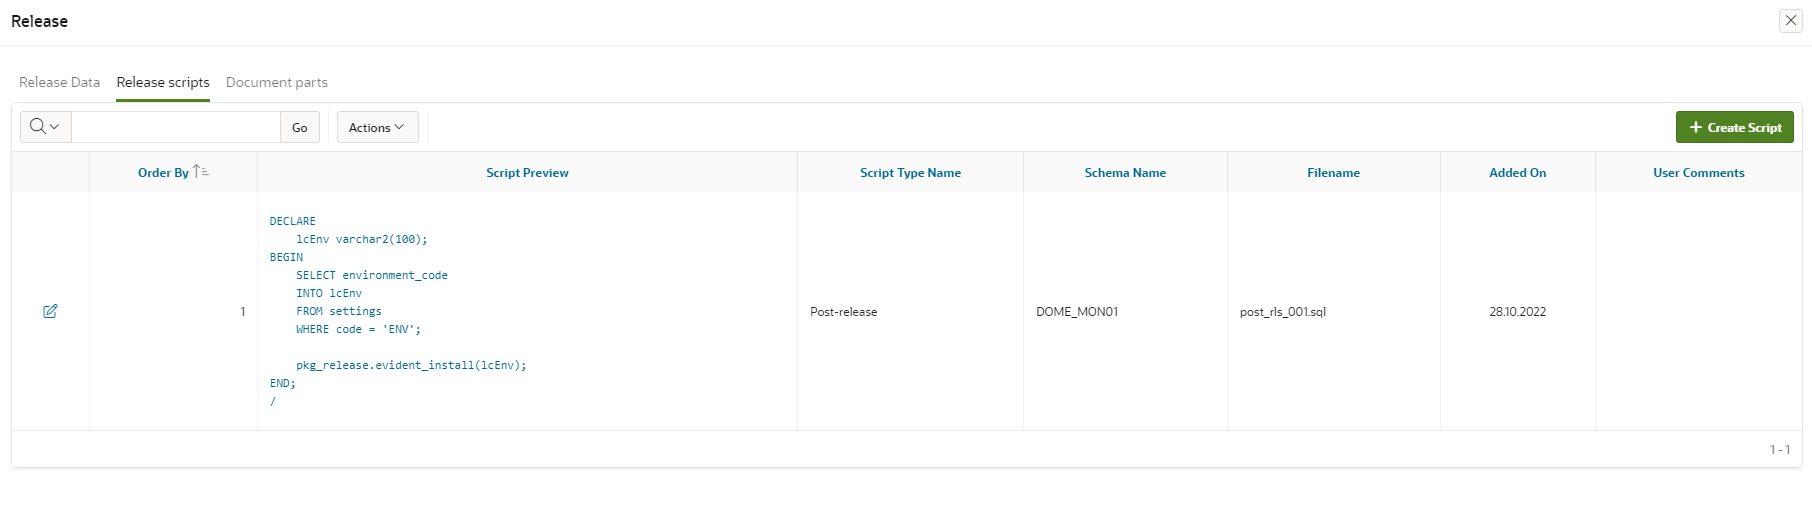 Release
Release Data Release scripts Document parts
Go Actions Create Script
Order By Script Preview Script Type Name Schema Name Filename Added On User Comments
DECLARE
lcEnv varchar2(100);
BEGIN
SELECT environment_code
INTO lcEnv
FROM settings
WHERE code = 'ENV';
pkg_release.evident_install(lcEnv);
END;
/
1 Post-release DOME_MON01 post_rls_001.sql 28.10.2022
1 - 1